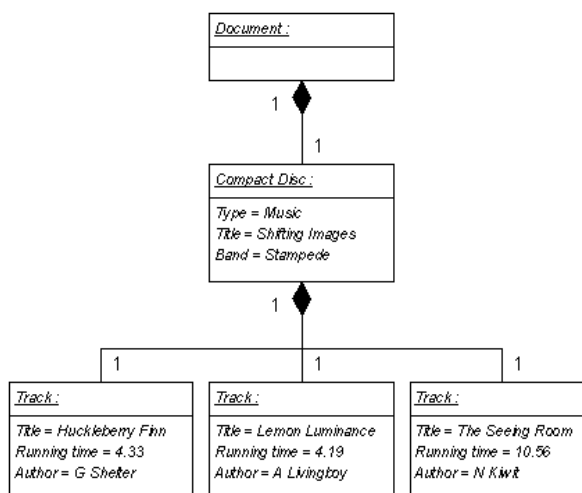 Document :
1
1
Compact Disc :
Type = Music
Title = Shifting Images
Band = Stampede
1
1
1
1
Track :
Title = Huckleberry Finn
Running time = 4.33
Author = G Shelter
Track :
Title = Lemon Luminance
Running time = 4.19
Author = A Livingboy
Track :
Title = The Seeing Room
Running time = 10.56
Author = N Kiwit